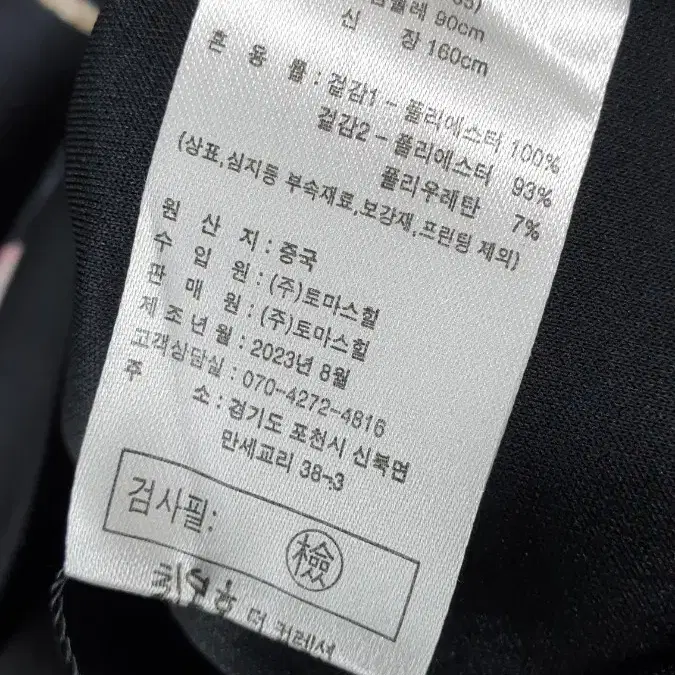 90cm
신 장 160cm
혼 용 률 : 겉감1 - 폴리에스터 100%
겉감2 - 폴리에스터 93%
폴리우레탄 7%
(상표,심지등 부속재료,보강재,프린팅 제외)
원 산 지 : 중국
수 입 원 : (주)토마스힐
판 매 원 : (주)토마스힐
제 조 년 월 : 2023년 8월
고객상담실 : 070-4272-4816
주 소 : 경기도 포천시 신북면
만세교리 38-3
검사필: 檢